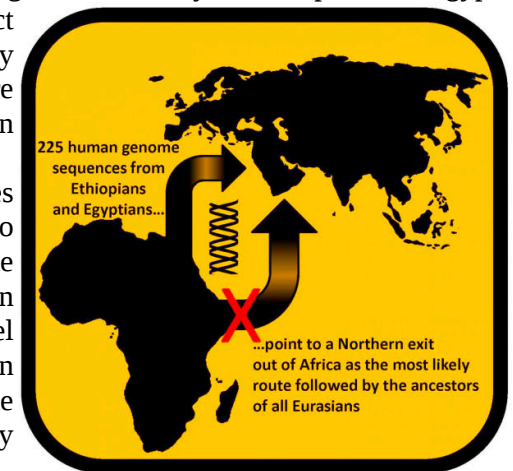 225 human genome
sequences from
Ethiopians
and Egyptians...
...point to a Northern exit
out of Africa as the most likely
route followed by the ancestors
of all Eurasians